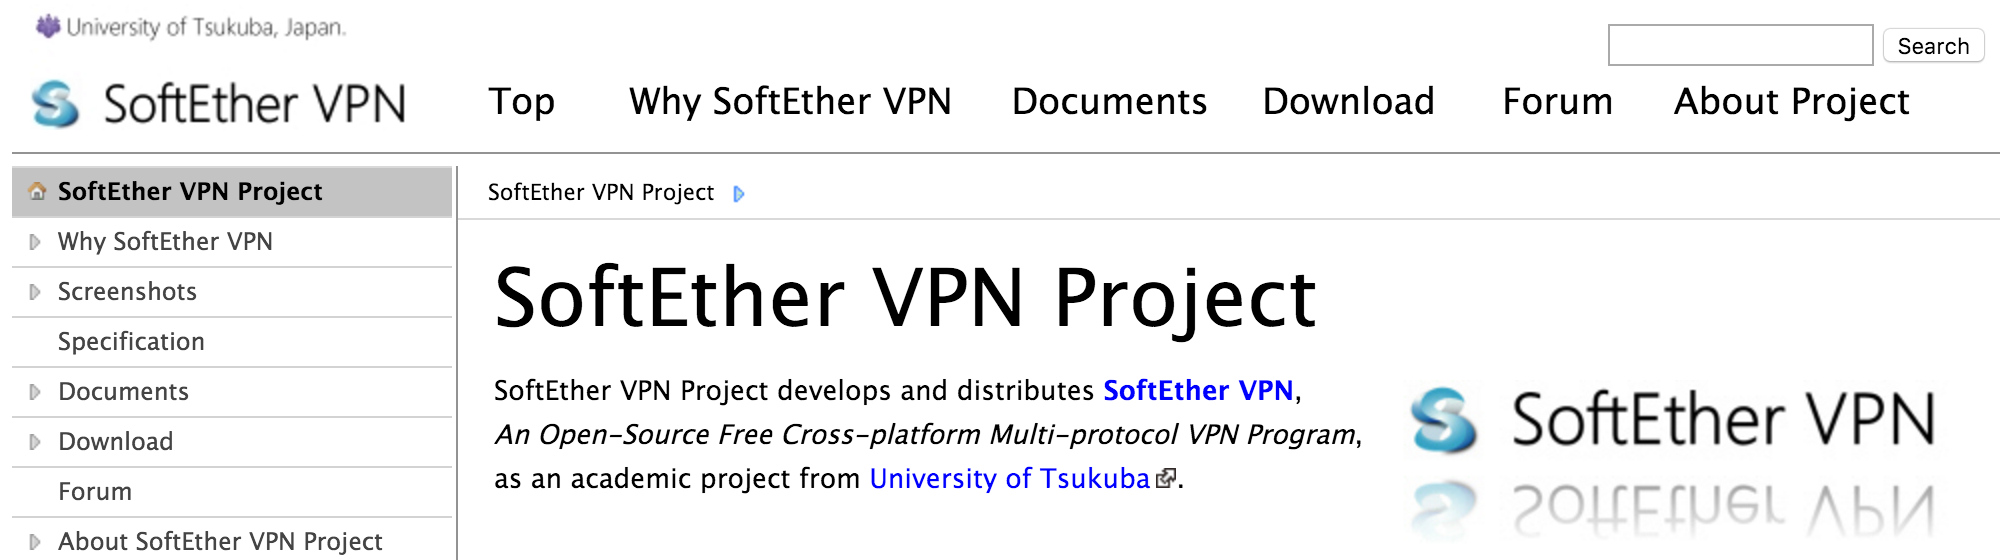 University of Tsukuba, Japan.
Search
SoftEther VPN
Top Why SoftEther VPN Documents Download Forum About Project
SoftEther VPN Project
Why SoftEther VPN
Screenshots
Specification
Documents
Download
Forum
About SoftEther VPN Project
SoftEther VPN Project
SoftEther VPN Project
SoftEther VPN Project develops and distributes SoftEther VPN,
An Open-Source Free Cross-platform Multi-protocol VPN Program,
as an academic project from University of Tsukuba.
SoftEther VPN